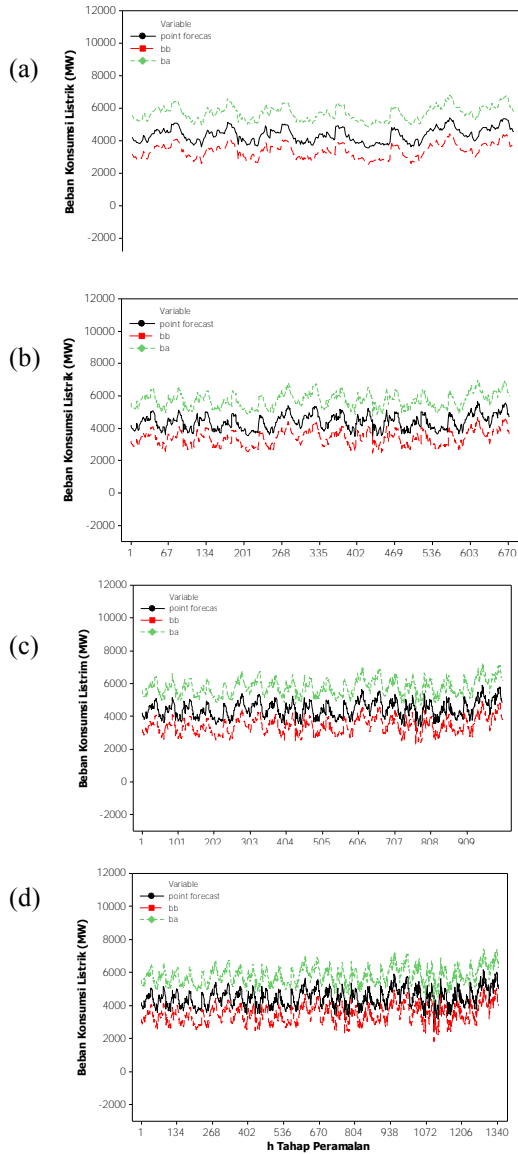 (a)
Beban Konsumsi Listrik (MW)
12000
10000
8000
6000
4000
2000
0
-2000
Variable
point forecas
bb
ba
(b)
Beban Konsumsi Listrik (MW)
12000
10000
8000
6000
4000
2000
0
-2000
Variable
point forecast
bb
ba
1 67 134 201 268 335 402 469 536 603 670
(c)
Beban Konsumsi Listrim (MW)
12000
10000
8000
6000
4000
2000
0
-2000
Variable
point forecas
bb
ba
1 101 202 303 404 505 606 707 808 909
(d)
Beban Konsumsi Listrik (MW)
12000
10000
8000
6000
4000
2000
0
-2000
Variable
point forecast
bb
ba
1 134 268 402 536 670 804 938 1072 1206 1340
h Tahap Peramalan